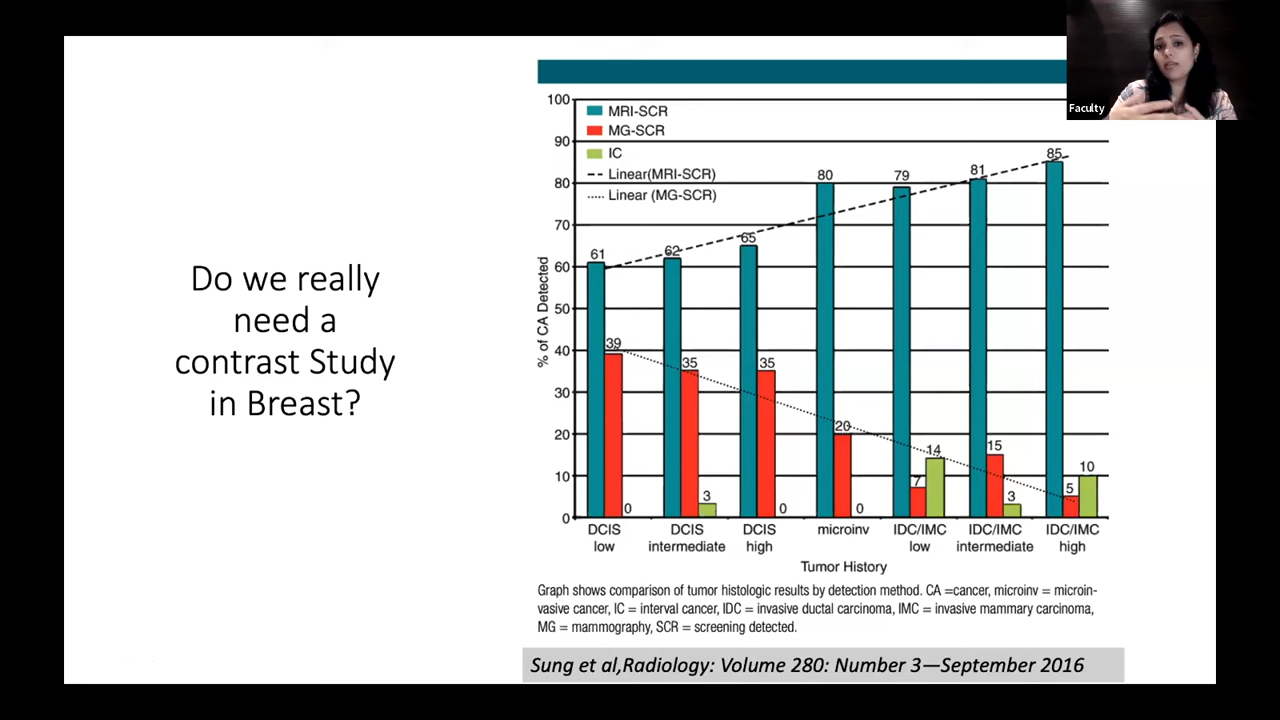 Faculty
Do we really
need a
contrast Study
in Breast?
100
90
80
70
60
50
40
30
20
10
0
% of CA Detected
MRI-SCR
MG-SCR
IC
Linear(MRI-SCR)
Linear (MG-SCR)
61
39
0
62
35
3
65
35
0
80
20
0
79
7
14
81
15
3
85
5
10
DCIS
low
DCIS
intermediate
DCIS
high
microinv
IDC/IMC
low
IDC/IMC
intermediate
IDC/IMC
high
Tumor History
Graph shows comparison of tumor histologic results by detection method. CA =cancer, microinv = microin-
vasive cancer, IC = interval cancer, IDC = invasive ductal carcinoma, IMC = invasive mammary carcinoma,
MG = mammography, SCR = screening detected.
Sung et al,Radiology: Volume 280: Number 3—September 2016